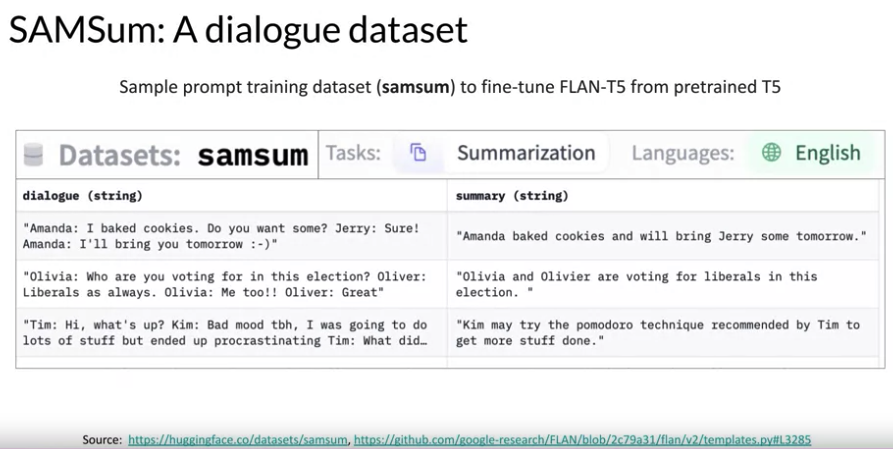 SAMSum: A dialogue dataset
Sample prompt training dataset (samsum) to fine-tune FLAN-T5 from pretrained T5
Datasets: samsum Tasks: Summarization Languages: English
dialogue (string) summary (string)
"Amanda: I baked cookies. Do you want some? Jerry: Sure!
Amanda: I'll bring you tomorrow :-)"
"Amanda baked cookies and will bring Jerry some tomorrow."
"Olivia: Who are you voting for in this election? Oliver:
Liberals as always. Olivia: Me too!! Oliver: Great"
"Olivia and Olivier are voting for liberals in this
election. "
"Tim: Hi, what's up? Kim: Bad mood tbh, I was going to do
lots of stuff but ended up procrastinating Tim: What did…
"Kim may try the pomodoro technique recommended by Tim to
get more stuff done."
Source: https://huggingface.co/datasets/samsum, https://github.com/google-research/FLAN/blob/2c79a31/flan/v2/templates.py#L3285